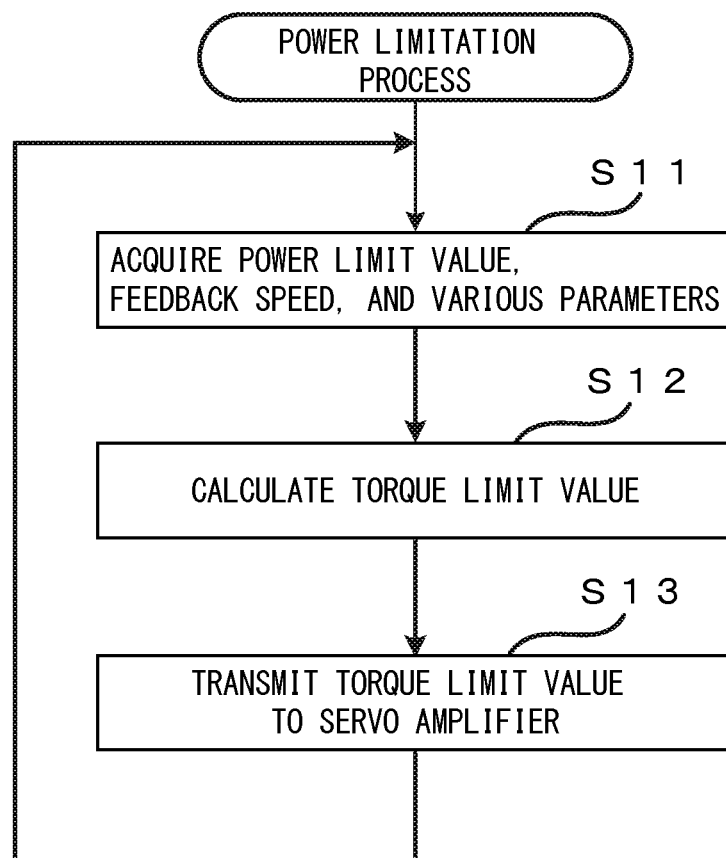 POWER LIMITATION
PROCESS
S11
ACQUIRE POWER LIMIT VALUE,
FEEDBACK SPEED, AND VARIOUS PARAMETERS
S12
CALCULATE TORQUE LIMIT VALUE
S13
TRANSMIT TORQUE LIMIT VALUE
TO SERVO AMPLIFIER